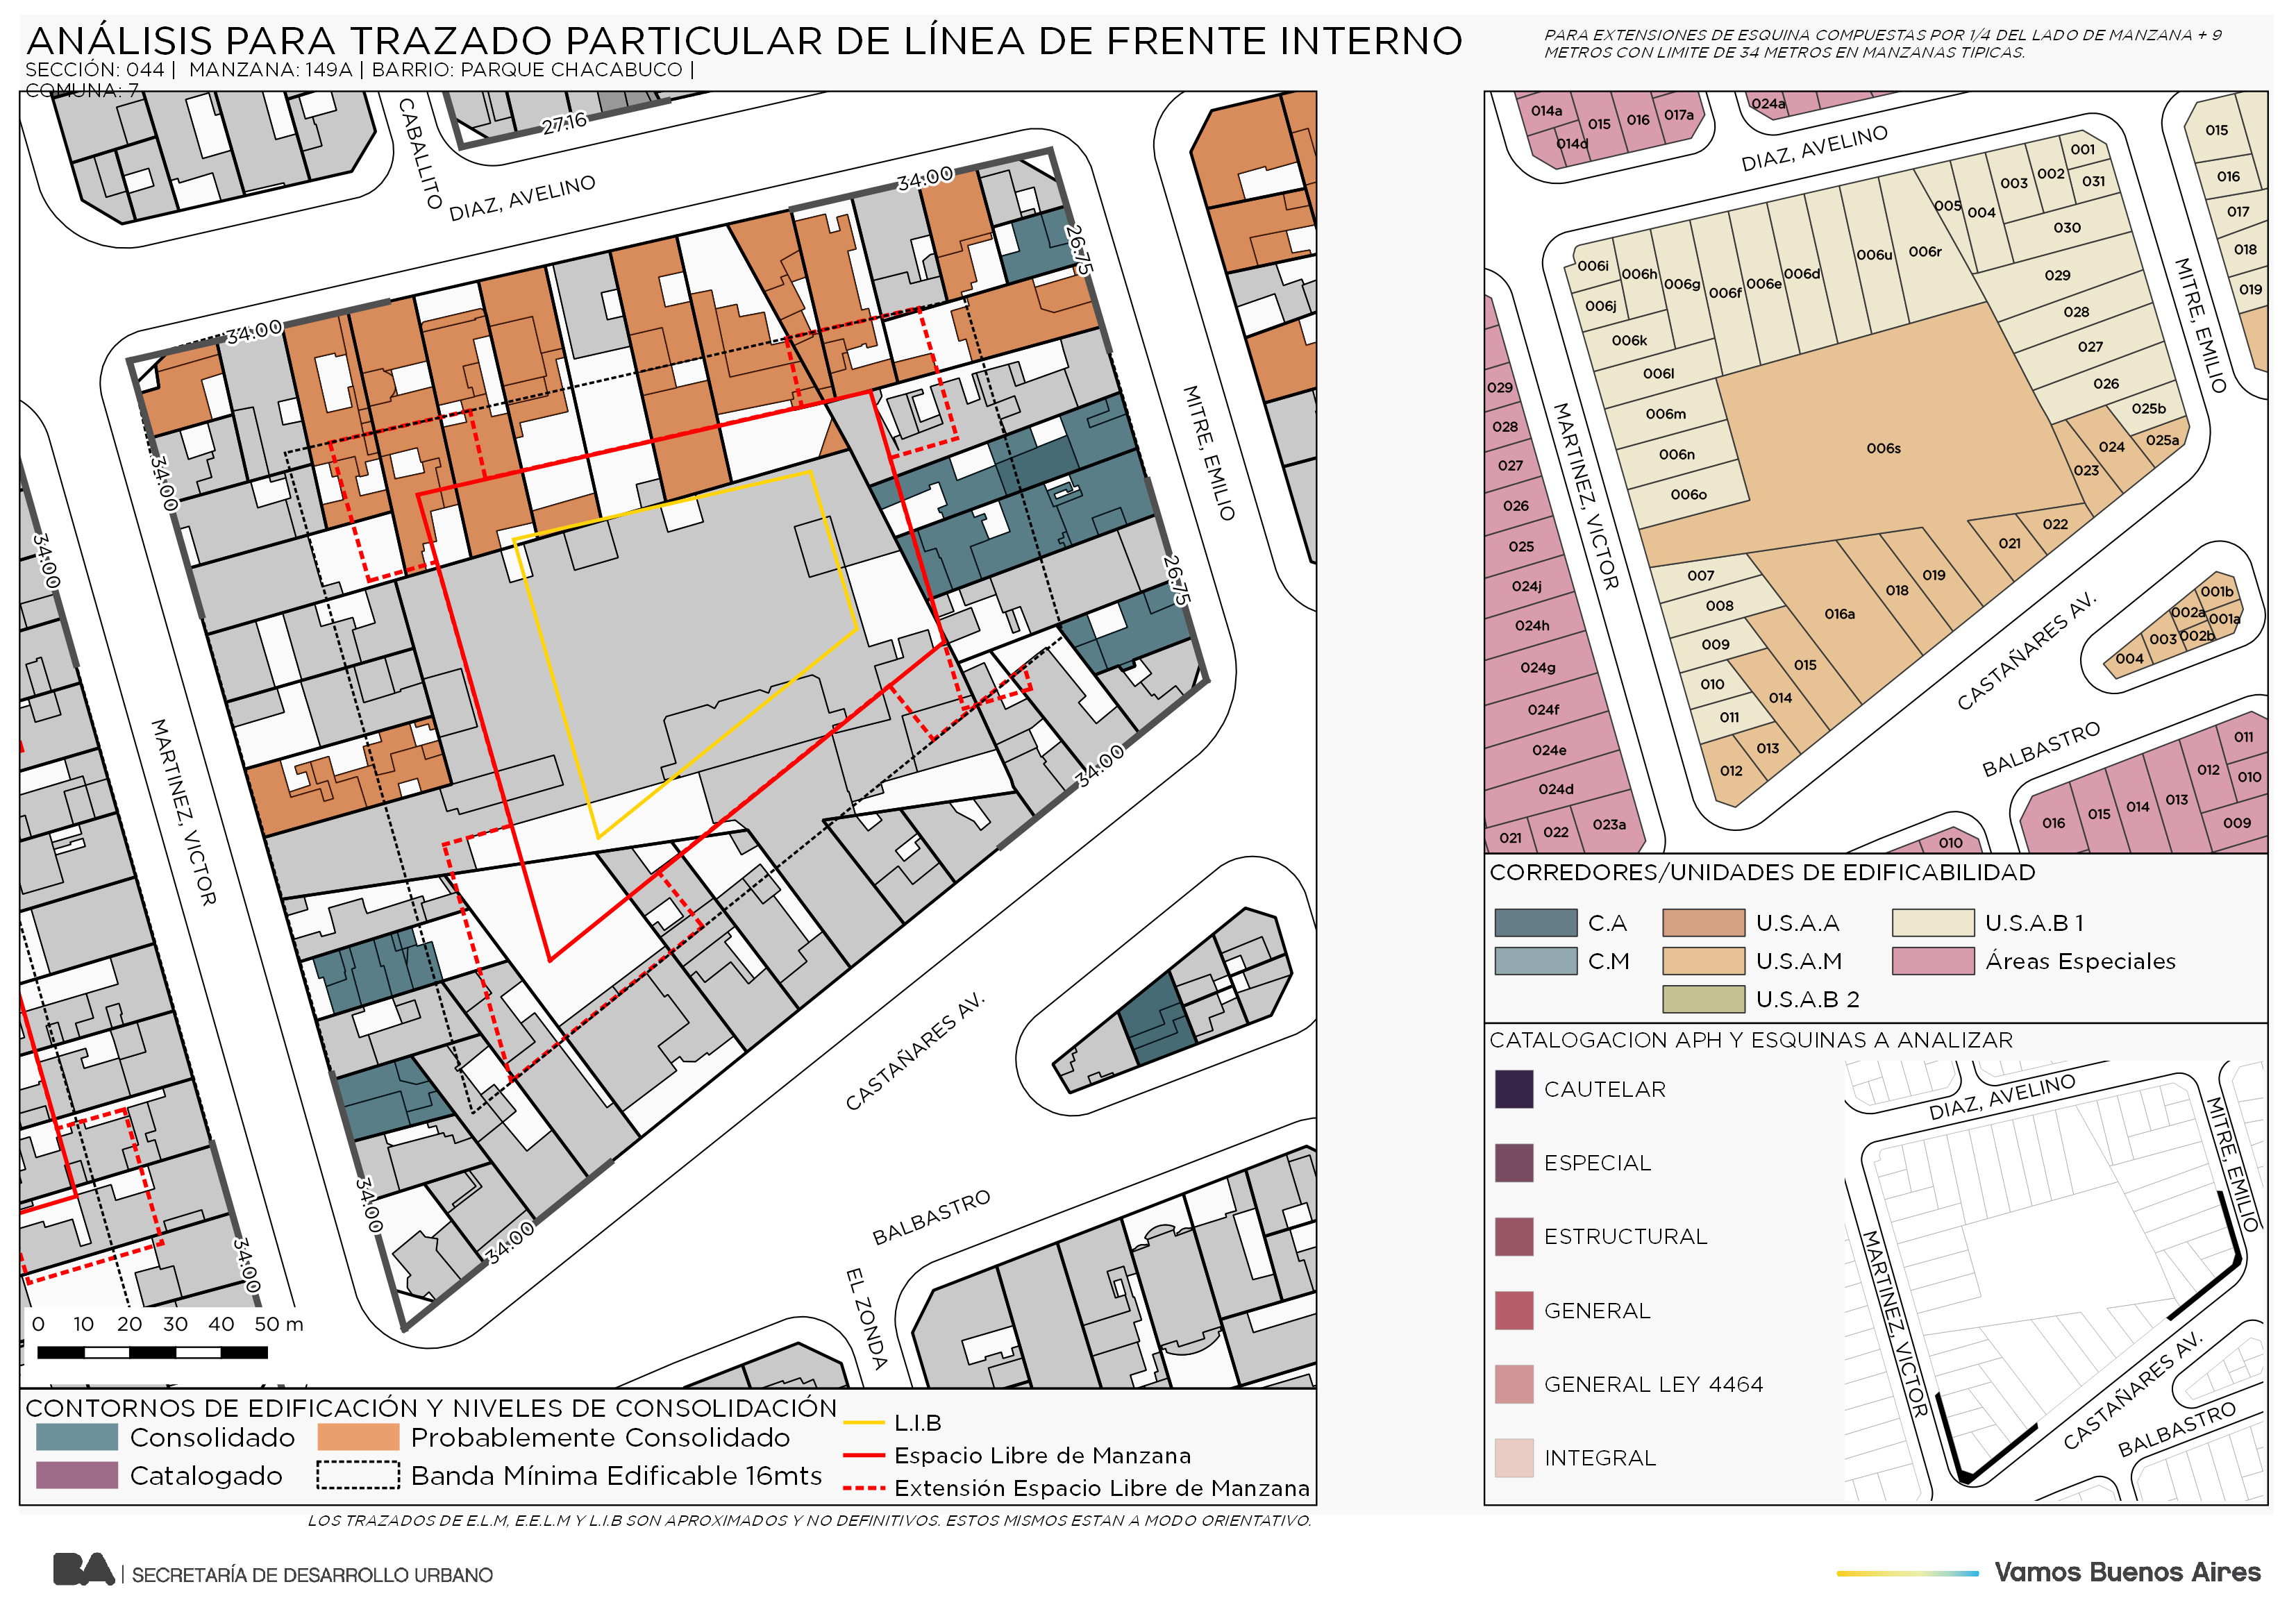 ANÁLISIS PARA TRAZADO PARTICULAR DE LÍNEA DE FRENTE INTERNO
SECCIÓN: 044 | MANZANA: 149A | BARRIO: PARQUE CHACABUCO |
COMUNA: 7
PARA EXTENSIONES DE ESQUINA COMPUESTAS POR 1/4 DEL LADO DE MANZANA + 9
METROS CON LIMITE DE 34 METROS EN MANZANAS TIPICAS.
CABALLITO
27.16
DIAZ, AVELINO
34.00
26.75
34.00
34.00
34.00
MITRE, EMILIO
26.75
MARTINEZ, VICTOR
34.00
CASTAÑARES AV.
34.00
34.00
34.00
BALBASTRO
EL ZONDA
0 10 20 30 40 50 m
CONTORNOS DE EDIFICACIÓN Y NIVELES DE CONSOLIDACIÓN
Consolidado
Probablemente Consolidado
Catalogado
Banda Mínima Edificable 16mts
L.I.B
Espacio Libre de Manzana
Extensión Espacio Libre de Manzana
LOS TRAZADOS DE E.L.M, E.E.L.M Y L.I.B SON APROXIMADOS Y NO DEFINITIVOS. ESTOS MISMOS ESTAN A MODO ORIENTATIVO.
014a
014d
015
016
017a
024a
DIAZ, AVELINO
015
016
017
018
019
001
002
031
003
004
005
030
029
028
027
026
025b
025a
024
023
022
021
006i
006j
006h
006g
006f
006e
006d
006u
006r
006k
006l
006m
006n
006o
006s
007
008
009
010
011
012
013
014
015
016a
018
019
MITRE, EMILIO
MARTINEZ, VICTOR
CASTAÑARES AV.
BALBASTRO
029
028
027
026
025
024j
024h
024g
024f
024e
024d
021
022
023a
001b
002a
001a
002b
003
004
010
016
015
014
013
012
011
010
009
CORREDORES/UNIDADES DE EDIFICABILIDAD
C.A
U.S.A.A
U.S.A.B 1
C.M
U.S.A.M
Áreas Especiales
U.S.A.B 2
CATALOGACION APH Y ESQUINAS A ANALIZAR
CAUTELAR
ESPECIAL
ESTRUCTURAL
GENERAL
GENERAL LEY 4464
INTEGRAL
DIAZ, AVELINO
MITRE, EMILIO
MARTINEZ, VICTOR
CASTAÑARES AV.
BALBASTRO
BA | SECRETARÍA DE DESARROLLO URBANO
Vamos Buenos Aires